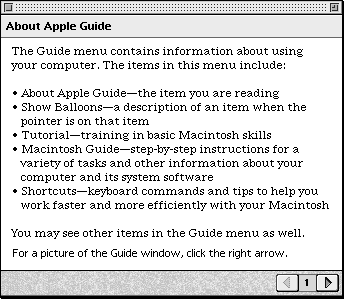 About Apple Guide
The Guide menu contains information about using
your computer. The items in this menu include:
• About Apple Guide—the item you are reading
• Show Balloons—a description of an item when the
pointer is on that item
• Tutorial—training in basic Macintosh skills
• Macintosh Guide—step-by-step instructions for a
variety of tasks and other information about your
computer and its system software
• Shortcuts—keyboard commands and tips to help you
work faster and more efficiently with your Macintosh
You may see other items in the Guide menu as well.
For a picture of the Guide window, click the right arrow.
1